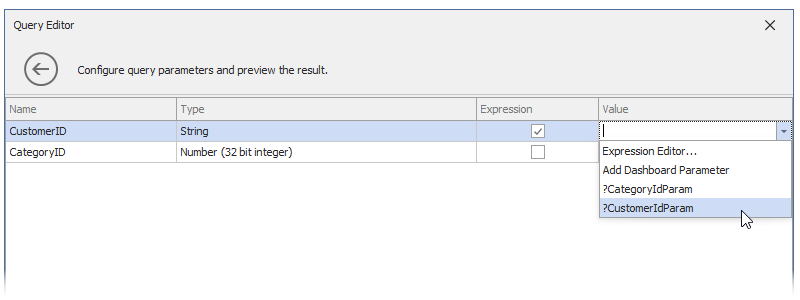 Query Editor
Configure query parameters and preview the result.
Name Type Expression Value
CustomerID String
CategoryID Number (32 bit integer)
Expression Editor...
Add Dashboard Parameter
?CategoryIdParam
?CustomerIdParam